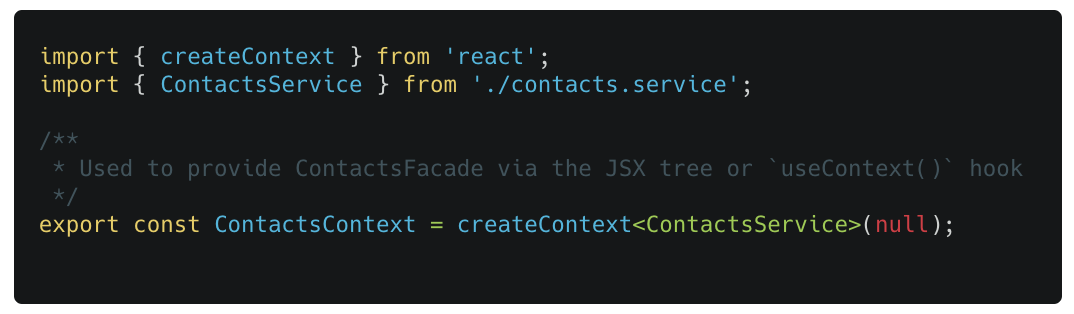 import { createContext } from 'react';
import { ContactsService } from './contacts.service';
/**
 * Used to provide ContactsFacade via the JSX tree or `useContext()` hook
 */
export const ContactsContext = createContext<ContactsService>(null);